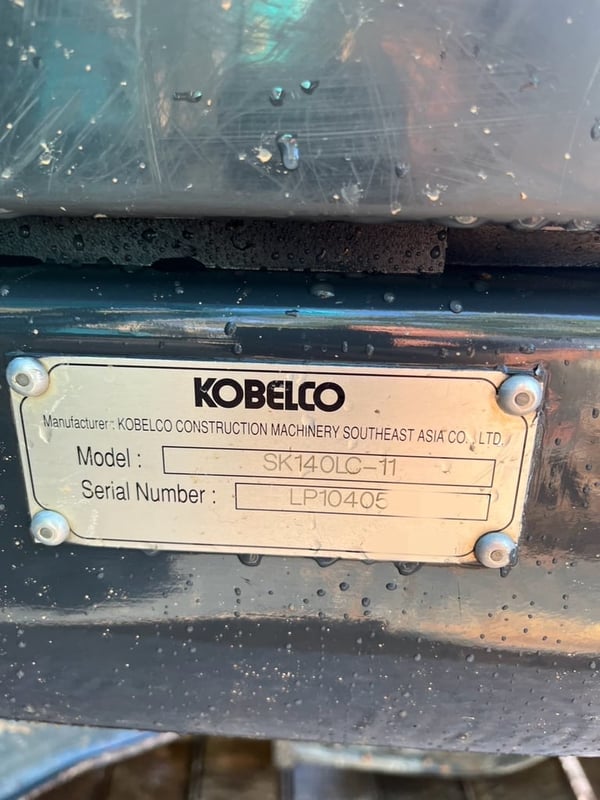 KOBELCO
Manufacturer : KOBELCO CONSTRUCTION MACHINERY SOUTHEAST ASIA CO., LTD.
Model : SK140LC-11
Serial Number : LP10405